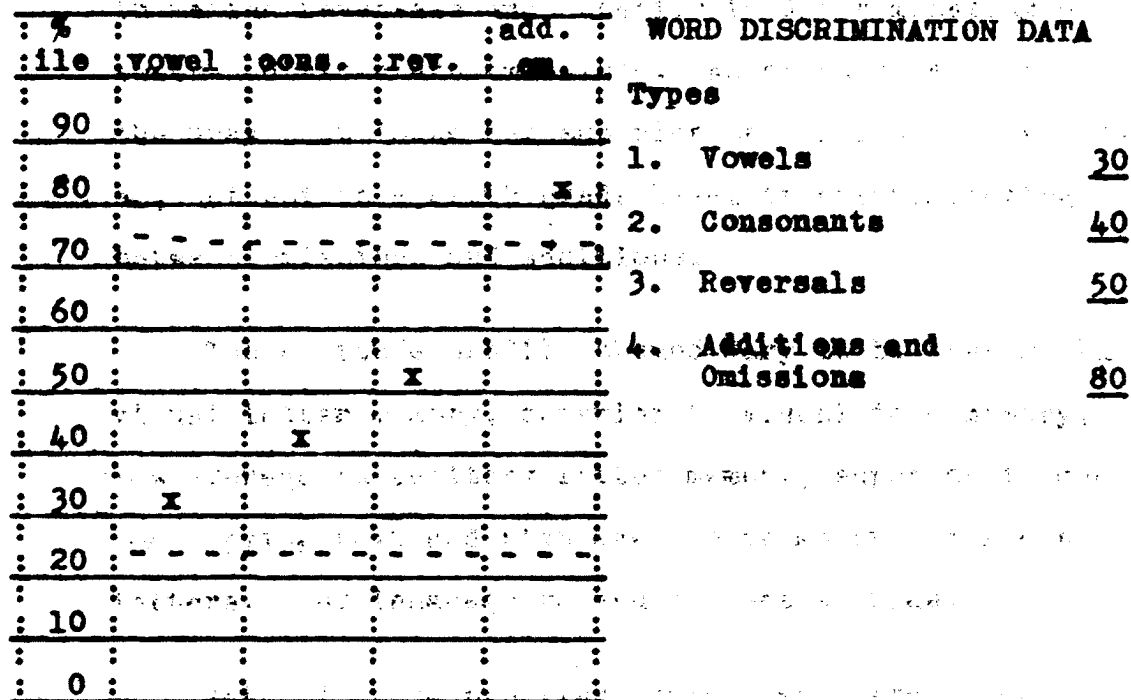 % add.
ile vowel cons. rev. om.
90
80 x
70
60
50 x
40 x
30 x
20
10
0
WORD DISCRIMINATION DATA
Types
1. Vowels 30
2. Consonants 40
3. Reversals 50
4. Additions and
Omissions 80